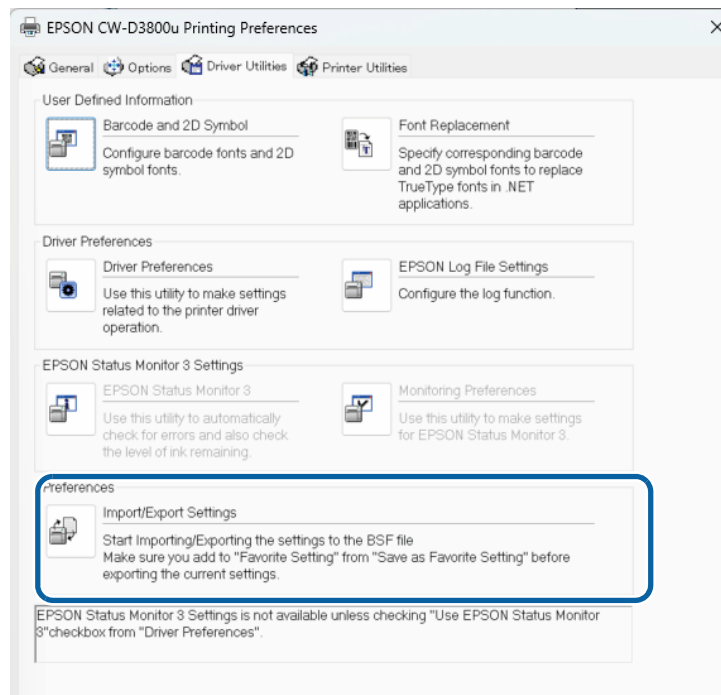 EPSON CW-D3800u Printing Preferences
General Options Driver Utilities Printer Utilities
User Defined Information
Barcode and 2D Symbol
Configure barcode fonts and 2D
symbol fonts.
Font Replacement
Specify corresponding barcode
and 2D symbol fonts to replace
TrueType fonts in .NET
applications.
Driver Preferences
Driver Preferences
Use this utility to make settings
related to the printer driver
operation.
EPSON Log File Settings
Configure the log function.
EPSON Status Monitor 3 Settings
EPSON Status Monitor 3
Use this utility to automatically
check for errors and also check
the level of ink remaining.
Monitoring Preferences
Use this utility to make settings
for EPSON Status Monitor 3.
Preferences
Import/Export Settings
Start Importing/Exporting the settings to the BSF file
Make sure you add to "Favorite Setting" from "Save as Favorite Setting" before
exporting the current settings.
EPSON Status Monitor 3 Settings is not available unless checking "Use EPSON Status Monitor
3"checkbox from "Driver Preferences".